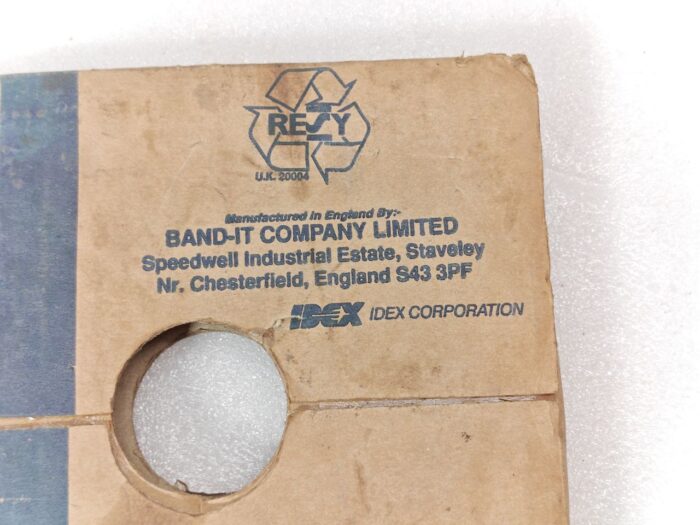 RESY
U.K. 20004
Manufactured in England By:-
BAND-IT COMPANY LIMITED
Speedwell Industrial Estate, Staveley
Nr. Chesterfield, England S43 3PF
IDEX IDEX CORPORATION